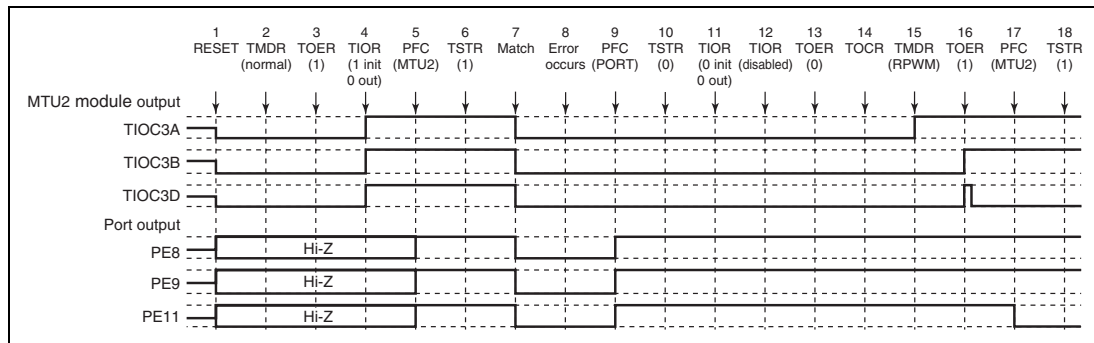 1 2 3 4 5 6 7 8 9 10 11 12 13 14 15 16 17 18
RESET TMDR TOER TIOR PFC TSTR Match Error PFC TSTR TIOR TIOR TOER TOCR TMDR TOER PFC TSTR
(normal) (1) (1 init (MTU2) (1) occurs (PORT) (0) (0 init (disabled) (0) (RPWM) (1) (MTU2) (1)
0 out) 0 out)
MTU2 module output
TIOC3A
TIOC3B
TIOC3D
Port output
PE8 Hi-Z
PE9 Hi-Z
PE11 Hi-Z